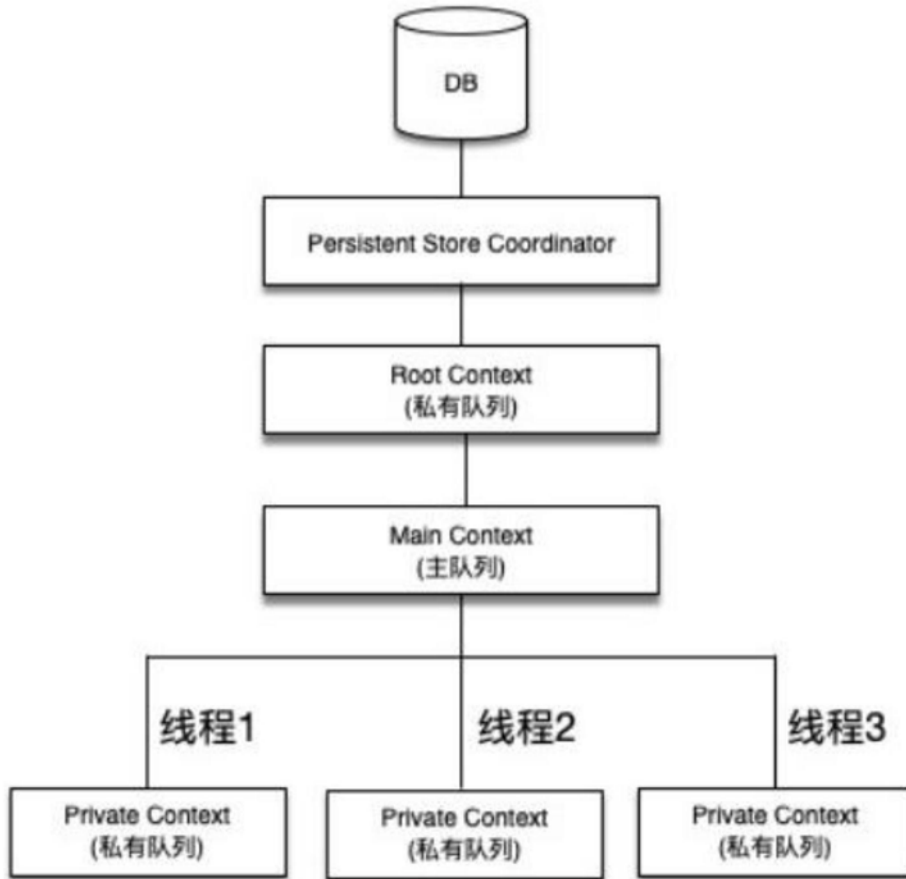 DB
Persistent Store Coordinator
Root Context
(私有队列)
Main Context
(主队列)
线程1
线程2
线程3
Private Context
(私有队列)
Private Context
(私有队列)
Private Context
(私有队列)